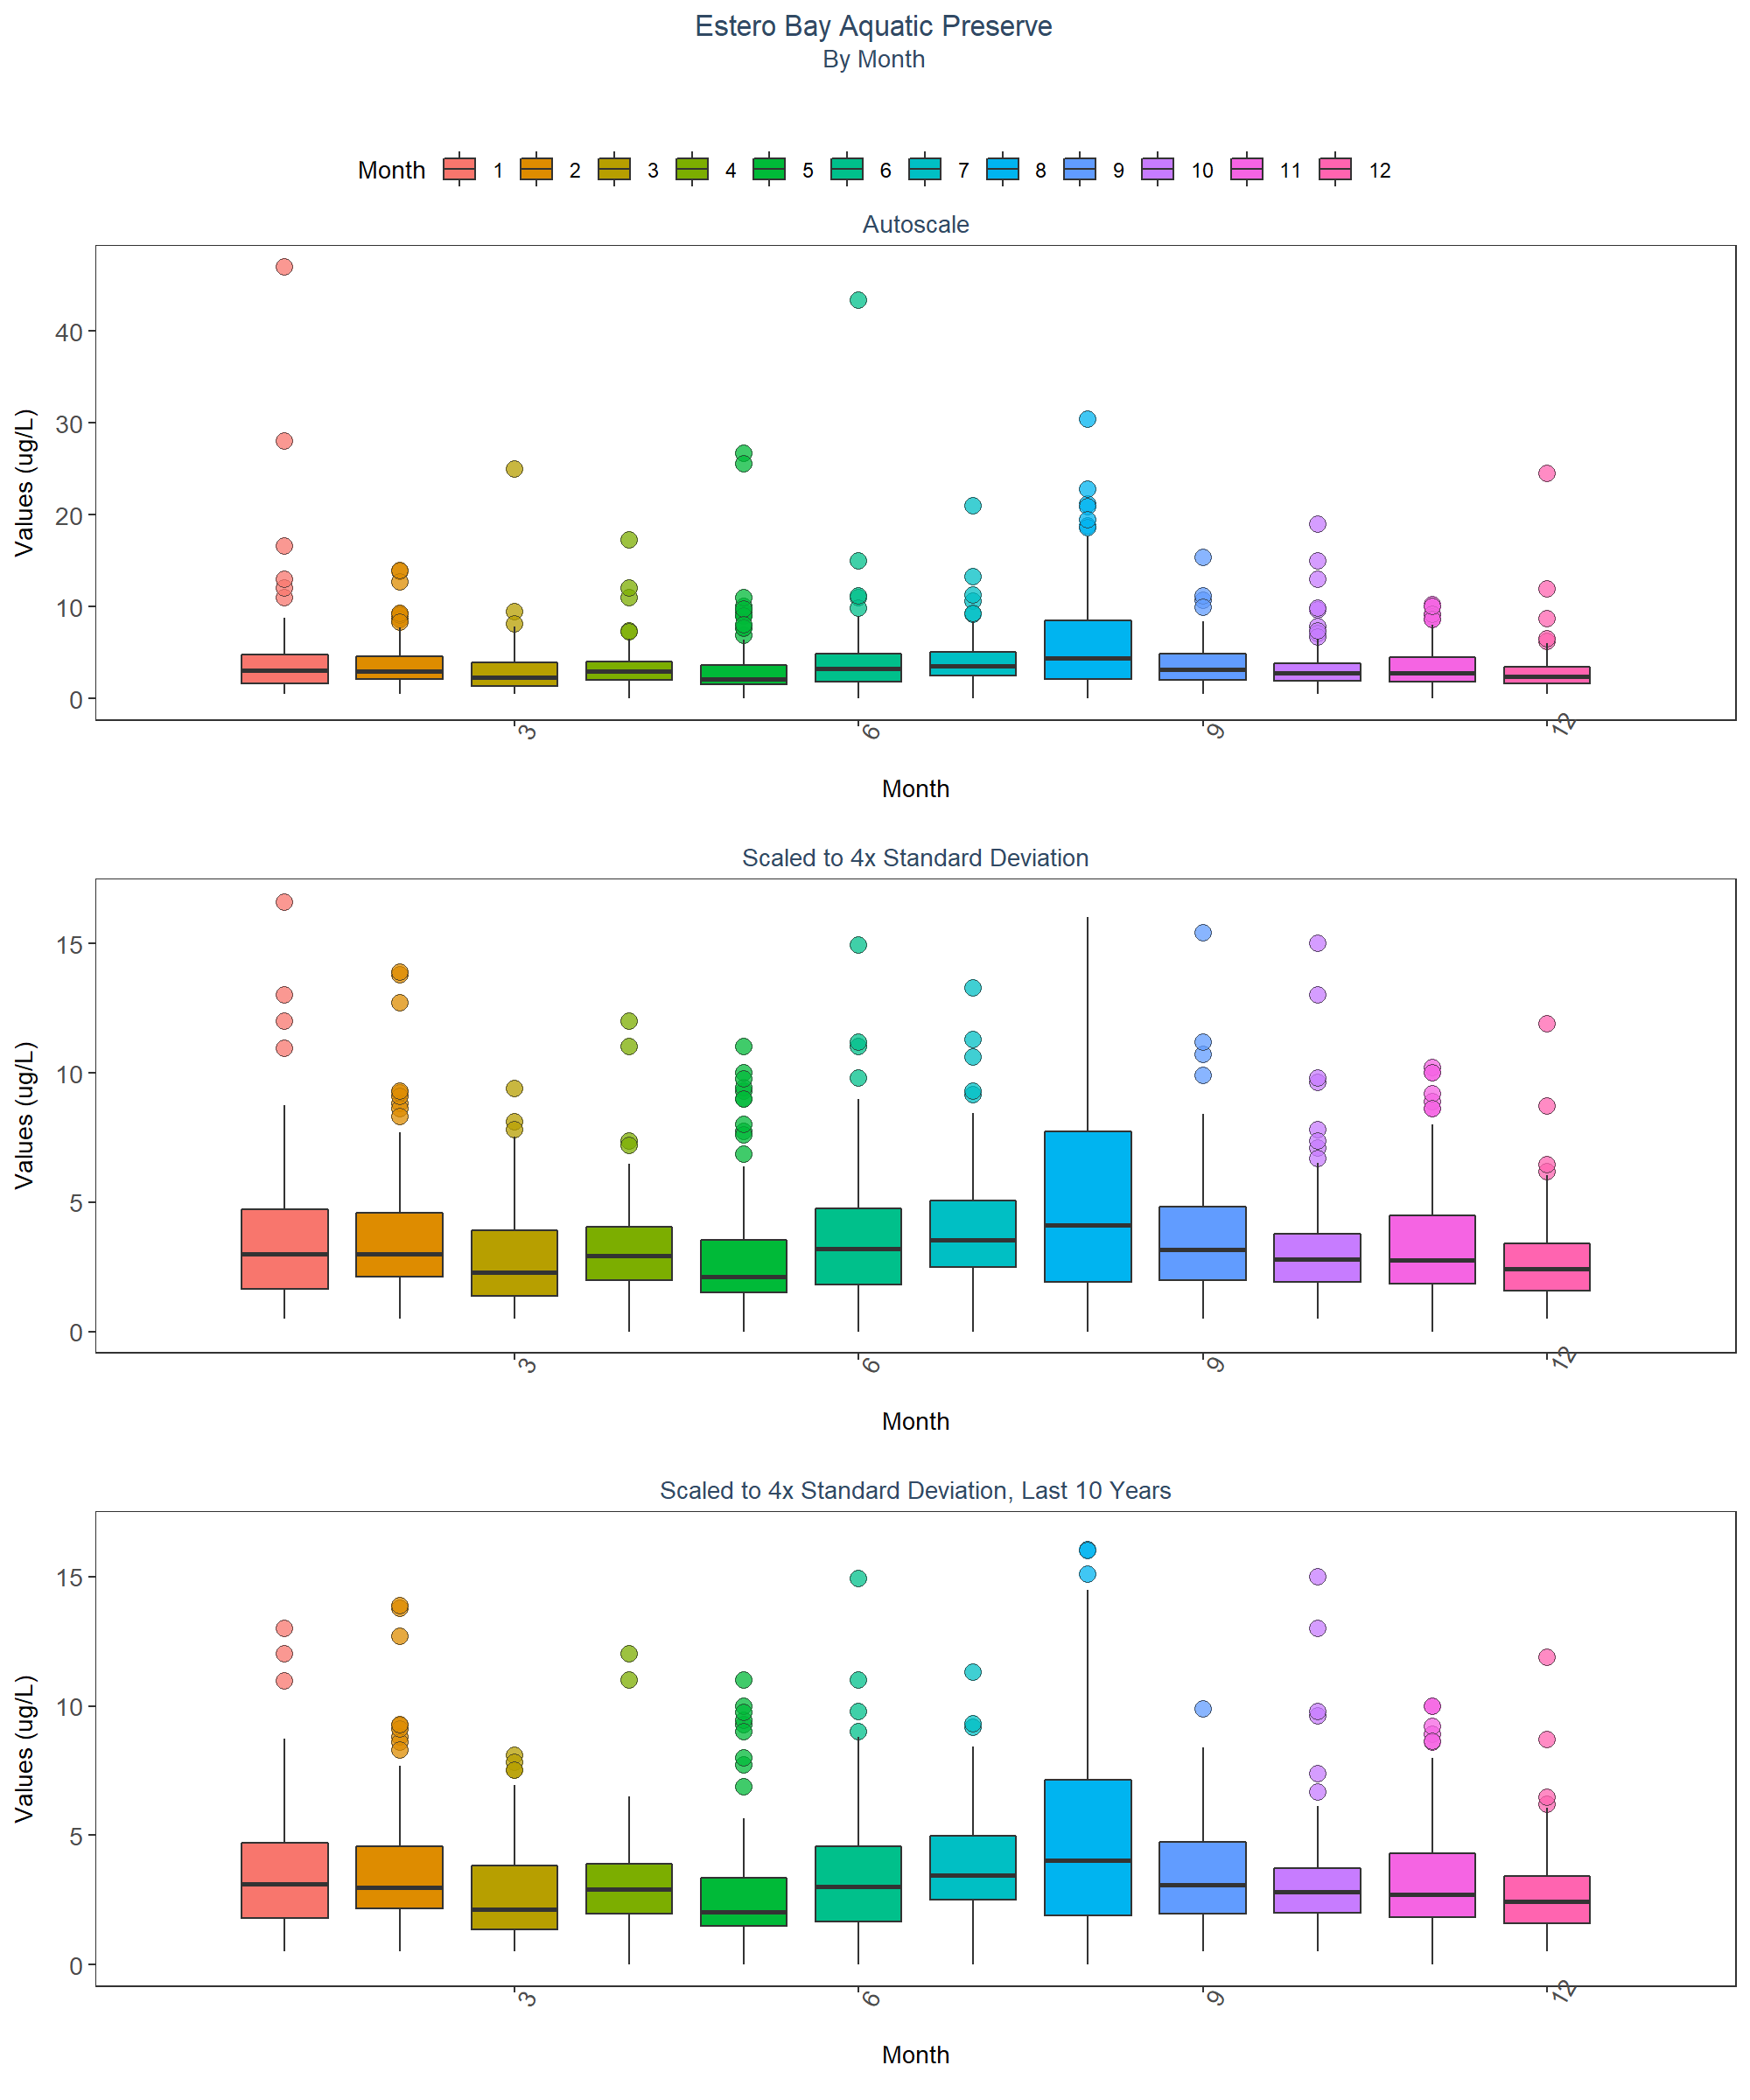 Estero Bay Aquatic Preserve
By Month
Month 1 2 3 4 5 6 7 8 9 10 11 12
Autoscale
Values (ug/L)
40
30
20
10
0
3 6 9 12
Month
Scaled to 4x Standard Deviation
Values (ug/L)
15
10
5
0
3 6 9 12
Month
Scaled to 4x Standard Deviation, Last 10 Years
Values (ug/L)
15
10
5
0
3 6 9 12
Month